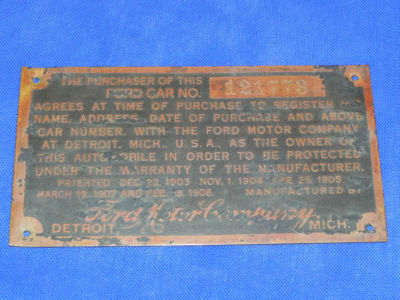 THE PURCHASER OF THIS
FORD CAR NO. 121773
AGREES AT TIME OF PURCHASE TO REGISTER HIS
NAME, ADDRESS, DATE OF PURCHASE AND ABOVE
CAR NUMBER, WITH THE FORD MOTOR COMPANY
AT DETROIT, MICH., U.S.A., AS THE OWNER OF
THIS AUTOMOBILE IN ORDER TO BE PROTECTED
UNDER THE WARRANTY OF THE MANUFACTURER.
PATENTED DEC. 22, 1903 NOV. 1, 1904 APR. 25, 1905
MARCH 19, 1907 AND FEB. 1908. MANUFACTURED BY
Ford Motor Company.
DETROIT, MICH.